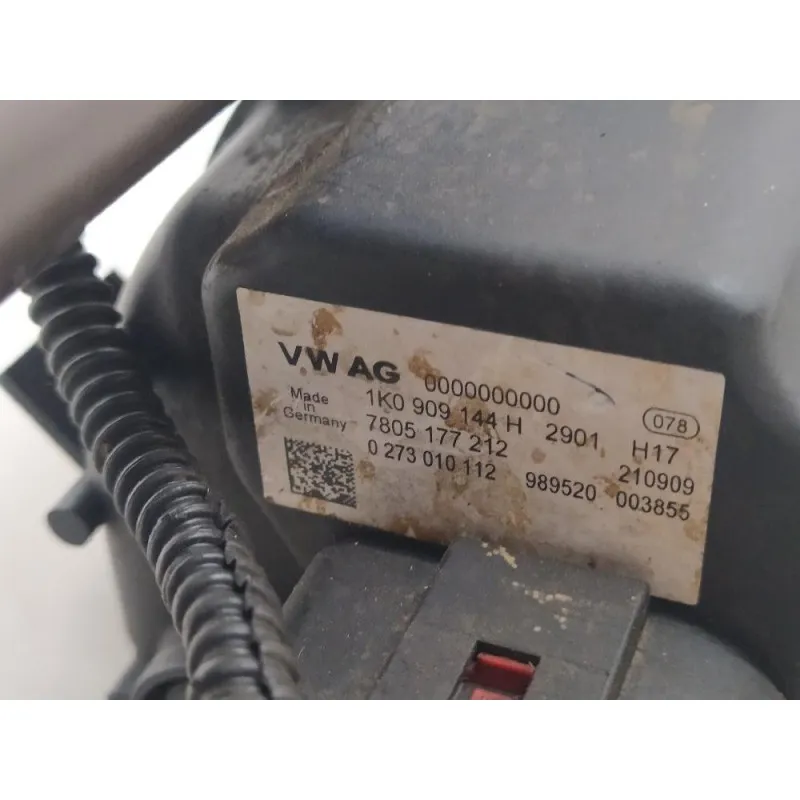 VW AG 0000000000 078
Made in Germany
1K0 909 144 H 2901 H17
7805 177 212 210909
0 273 010 112 989520 003855